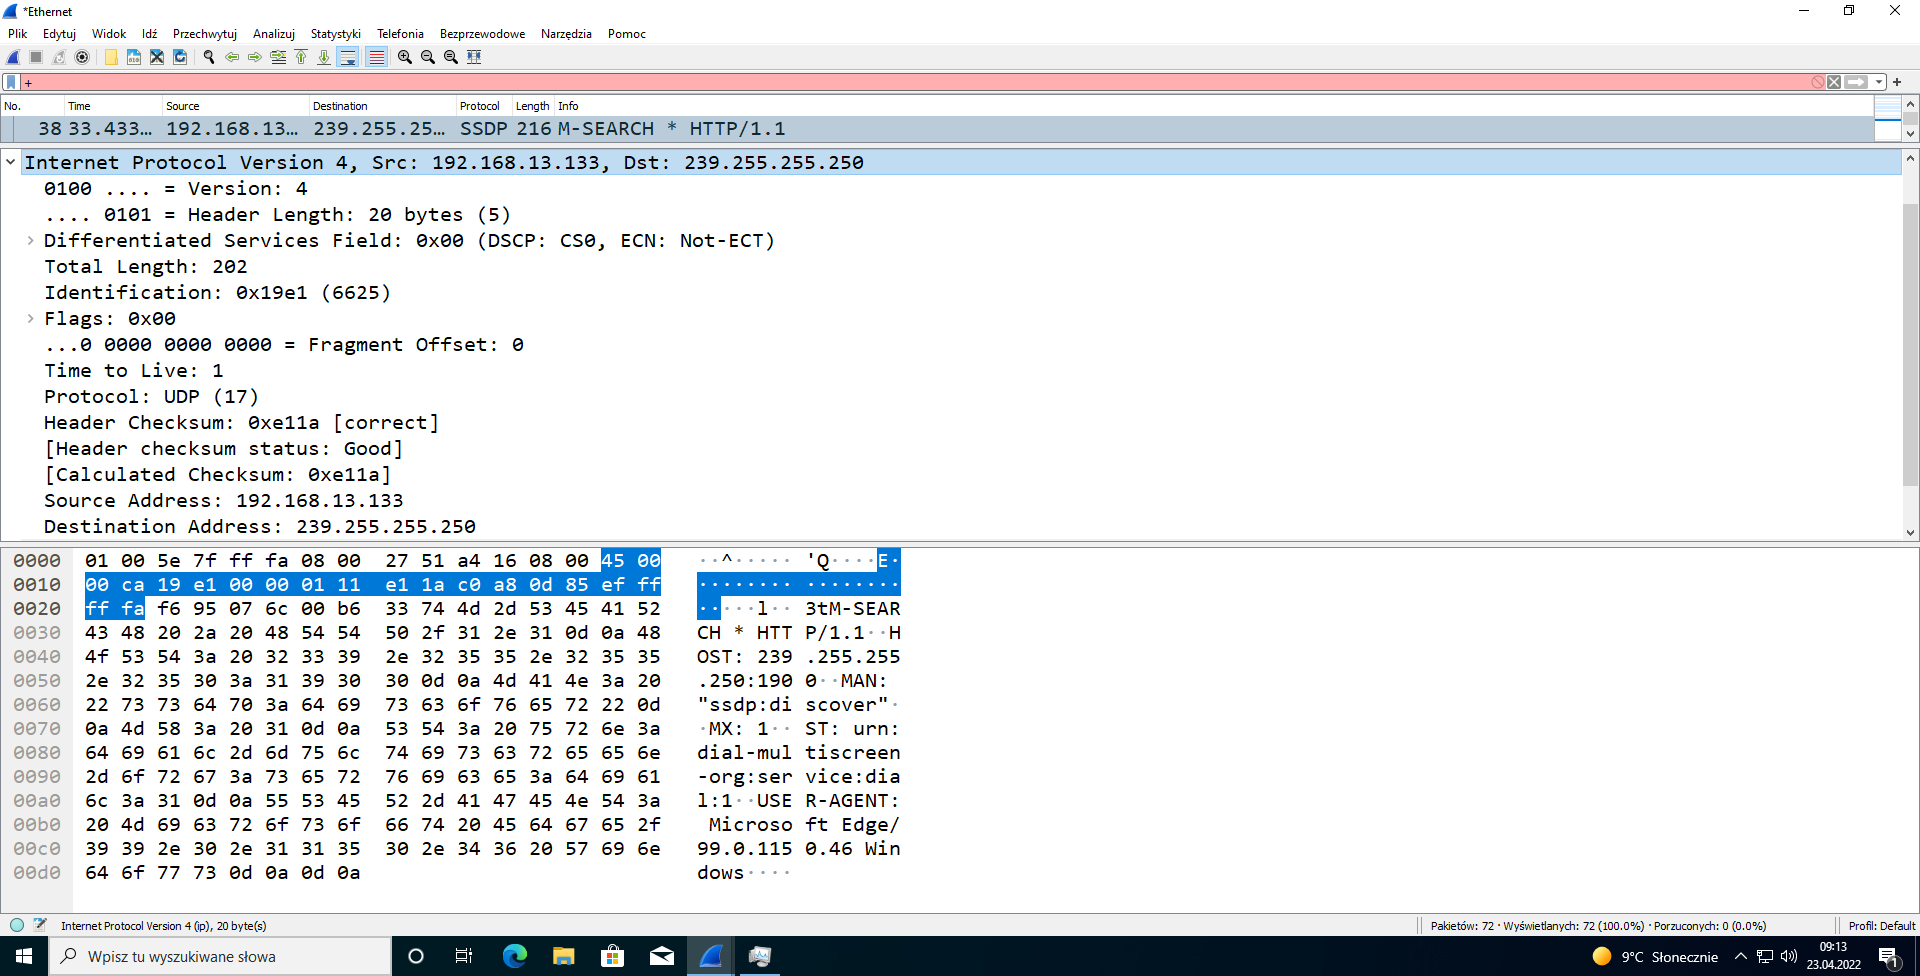 *Ethernet
Plik Edytuj Widok Idź Przechwytuj Analizuj Statystyki Telefonia Bezprzewodowe Narzędzia Pomoc
+ +
No. Time Source Destination Protocol Length Info
38 33.433… 192.168.13… 239.255.25… SSDP 216 M-SEARCH * HTTP/1.1
Internet Protocol Version 4, Src: 192.168.13.133, Dst: 239.255.255.250
0100 .... = Version: 4
.... 0101 = Header Length: 20 bytes (5)
Differentiated Services Field: 0x00 (DSCP: CS0, ECN: Not-ECT)
Total Length: 202
Identification: 0x19e1 (6625)
Flags: 0x00
...0 0000 0000 0000 = Fragment Offset: 0
Time to Live: 1
Protocol: UDP (17)
Header Checksum: 0xe11a [correct]
[Header checksum status: Good]
[Calculated Checksum: 0xe11a]
Source Address: 192.168.13.133
Destination Address: 239.255.255.250
0000 01 00 5e 7f ff fa 08 00 27 51 a4 16 08 00 45 00 ··^····· 'Q····E·
0010 00 ca 19 e1 00 00 01 11 e1 1a c0 a8 0d 85 ef ff ········ ········
0020 ff fa f6 95 07 6c 00 b6 33 74 4d 2d 53 45 41 52 ·····l·· 3tM-SEAR
0030 43 48 20 2a 20 48 54 54 50 2f 31 2e 31 0d 0a 48 CH * HTT P/1.1··H
0040 4f 53 54 3a 20 32 33 39 2e 32 35 35 2e 32 35 35 OST: 239 .255.255
0050 2e 32 35 30 3a 31 39 30 30 0d 0a 4d 41 4e 3a 20 .250:190 0··MAN:
0060 22 73 73 64 70 3a 64 69 73 63 6f 76 65 72 22 0d "ssdp:di scover"·
0070 0a 4d 58 3a 20 31 0d 0a 53 54 3a 20 75 72 6e 3a ·MX: 1·· ST: urn:
0080 64 69 61 6c 2d 6d 75 6c 74 69 73 63 72 65 65 6e dial-mul tiscreen
0090 2d 6f 72 67 3a 73 65 72 76 69 63 65 3a 64 69 61 -org:ser vice:dia
00a0 6c 3a 31 0d 0a 55 53 45 52 2d 41 47 45 4e 54 3a l:1··USE R-AGENT:
00b0 20 4d 69 63 72 6f 73 6f 66 74 20 45 64 67 65 2f Microso ft Edge/
00c0 39 39 2e 30 2e 31 31 35 30 2e 34 36 20 57 69 6e 99.0.115 0.46 Win
00d0 64 6f 77 73 0d 0a 0d 0a dows····
Internet Protocol Version 4 (ip), 20 byte(s) Pakietów: 72 · Wyświetlanych: 72 (100.0%) · Porzuconych: 0 (0.0%) Profil: Default
Wpisz tu wyszukiwane słowa 9°C Słonecznie 09:13
23.04.2022
1